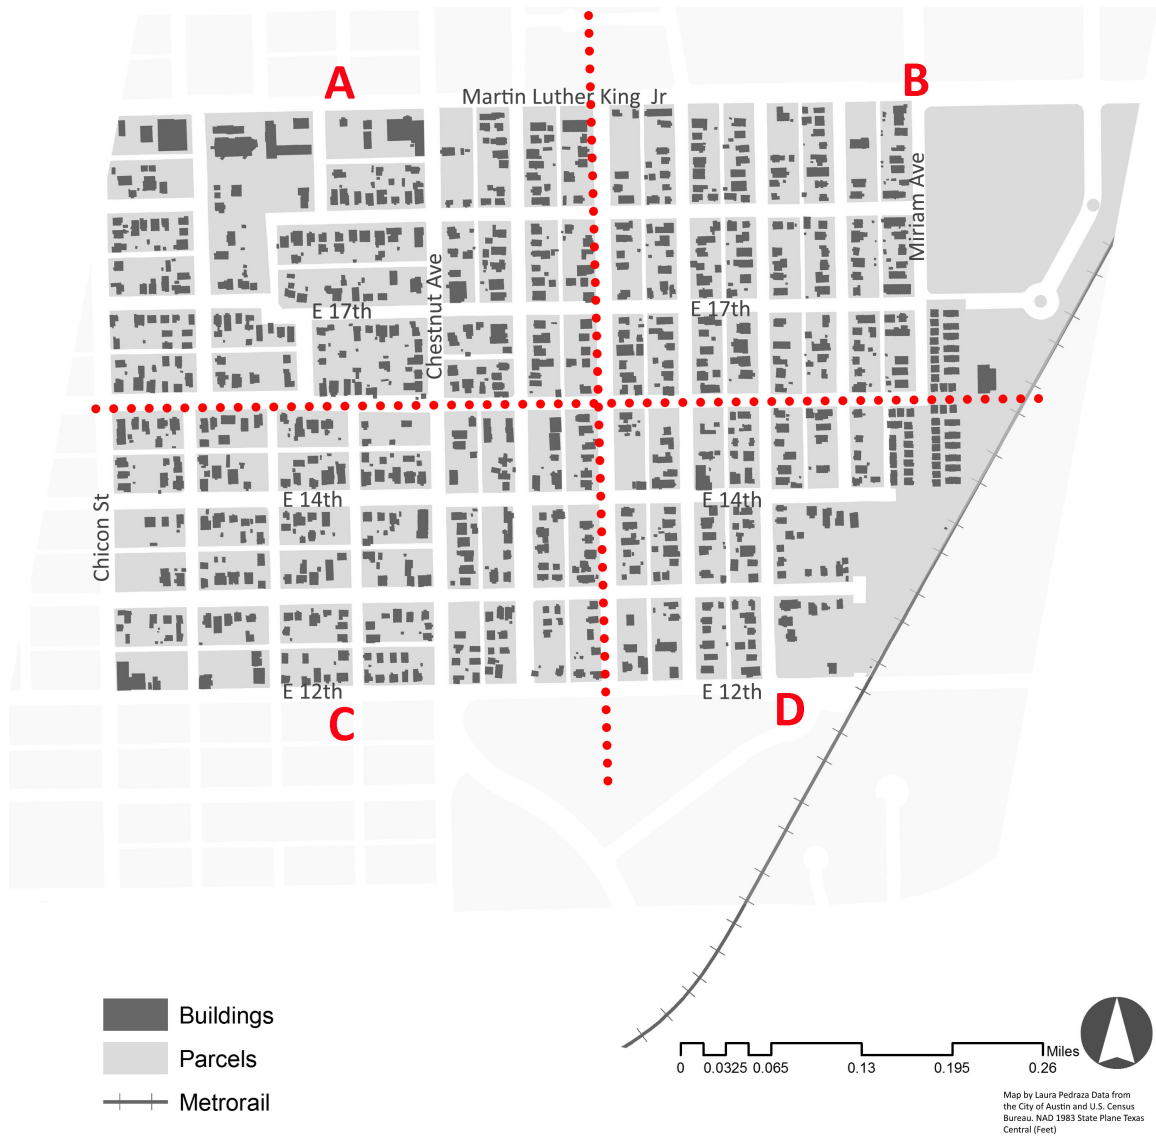 A
B
Martin Luther King Jr
Miriam Ave
Chestnut Ave
E 17th
E 17th
Chicon St
E 14th
E 14th
E 12th
E 12th
C
D
Buildings
Parcels
Metrorail
Miles
0 0.0325 0.065 0.13 0.195 0.26
Map by Laura Pedraza Data from
the City of Austin and U.S. Census
Bureau. NAD 1983 State Plane Texas
Central (Feet)